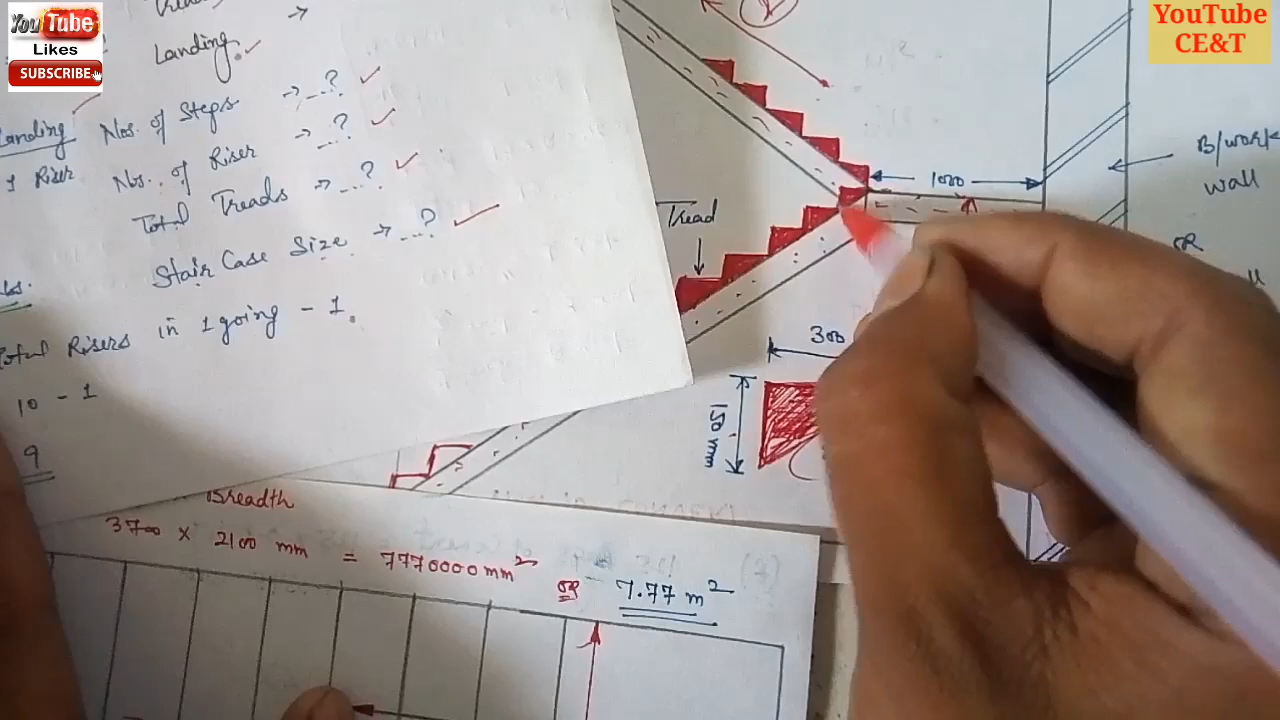 YouTube
Likes
SUBSCRIBE
YouTube
CE&T
Landing.
Landing
Nos. of Steps → ...?
1 Riser
Nos. of Riser → ...?
Total Treads → ...?
Stair Case Size → ...?
Total Risers in 1 going - 1.
10 - 1
9
Tread
1000
B/work
wall
OR
300
150 mm
Breadth
3700 × 2100 mm = 7770000 mm² OR 7.77 m²